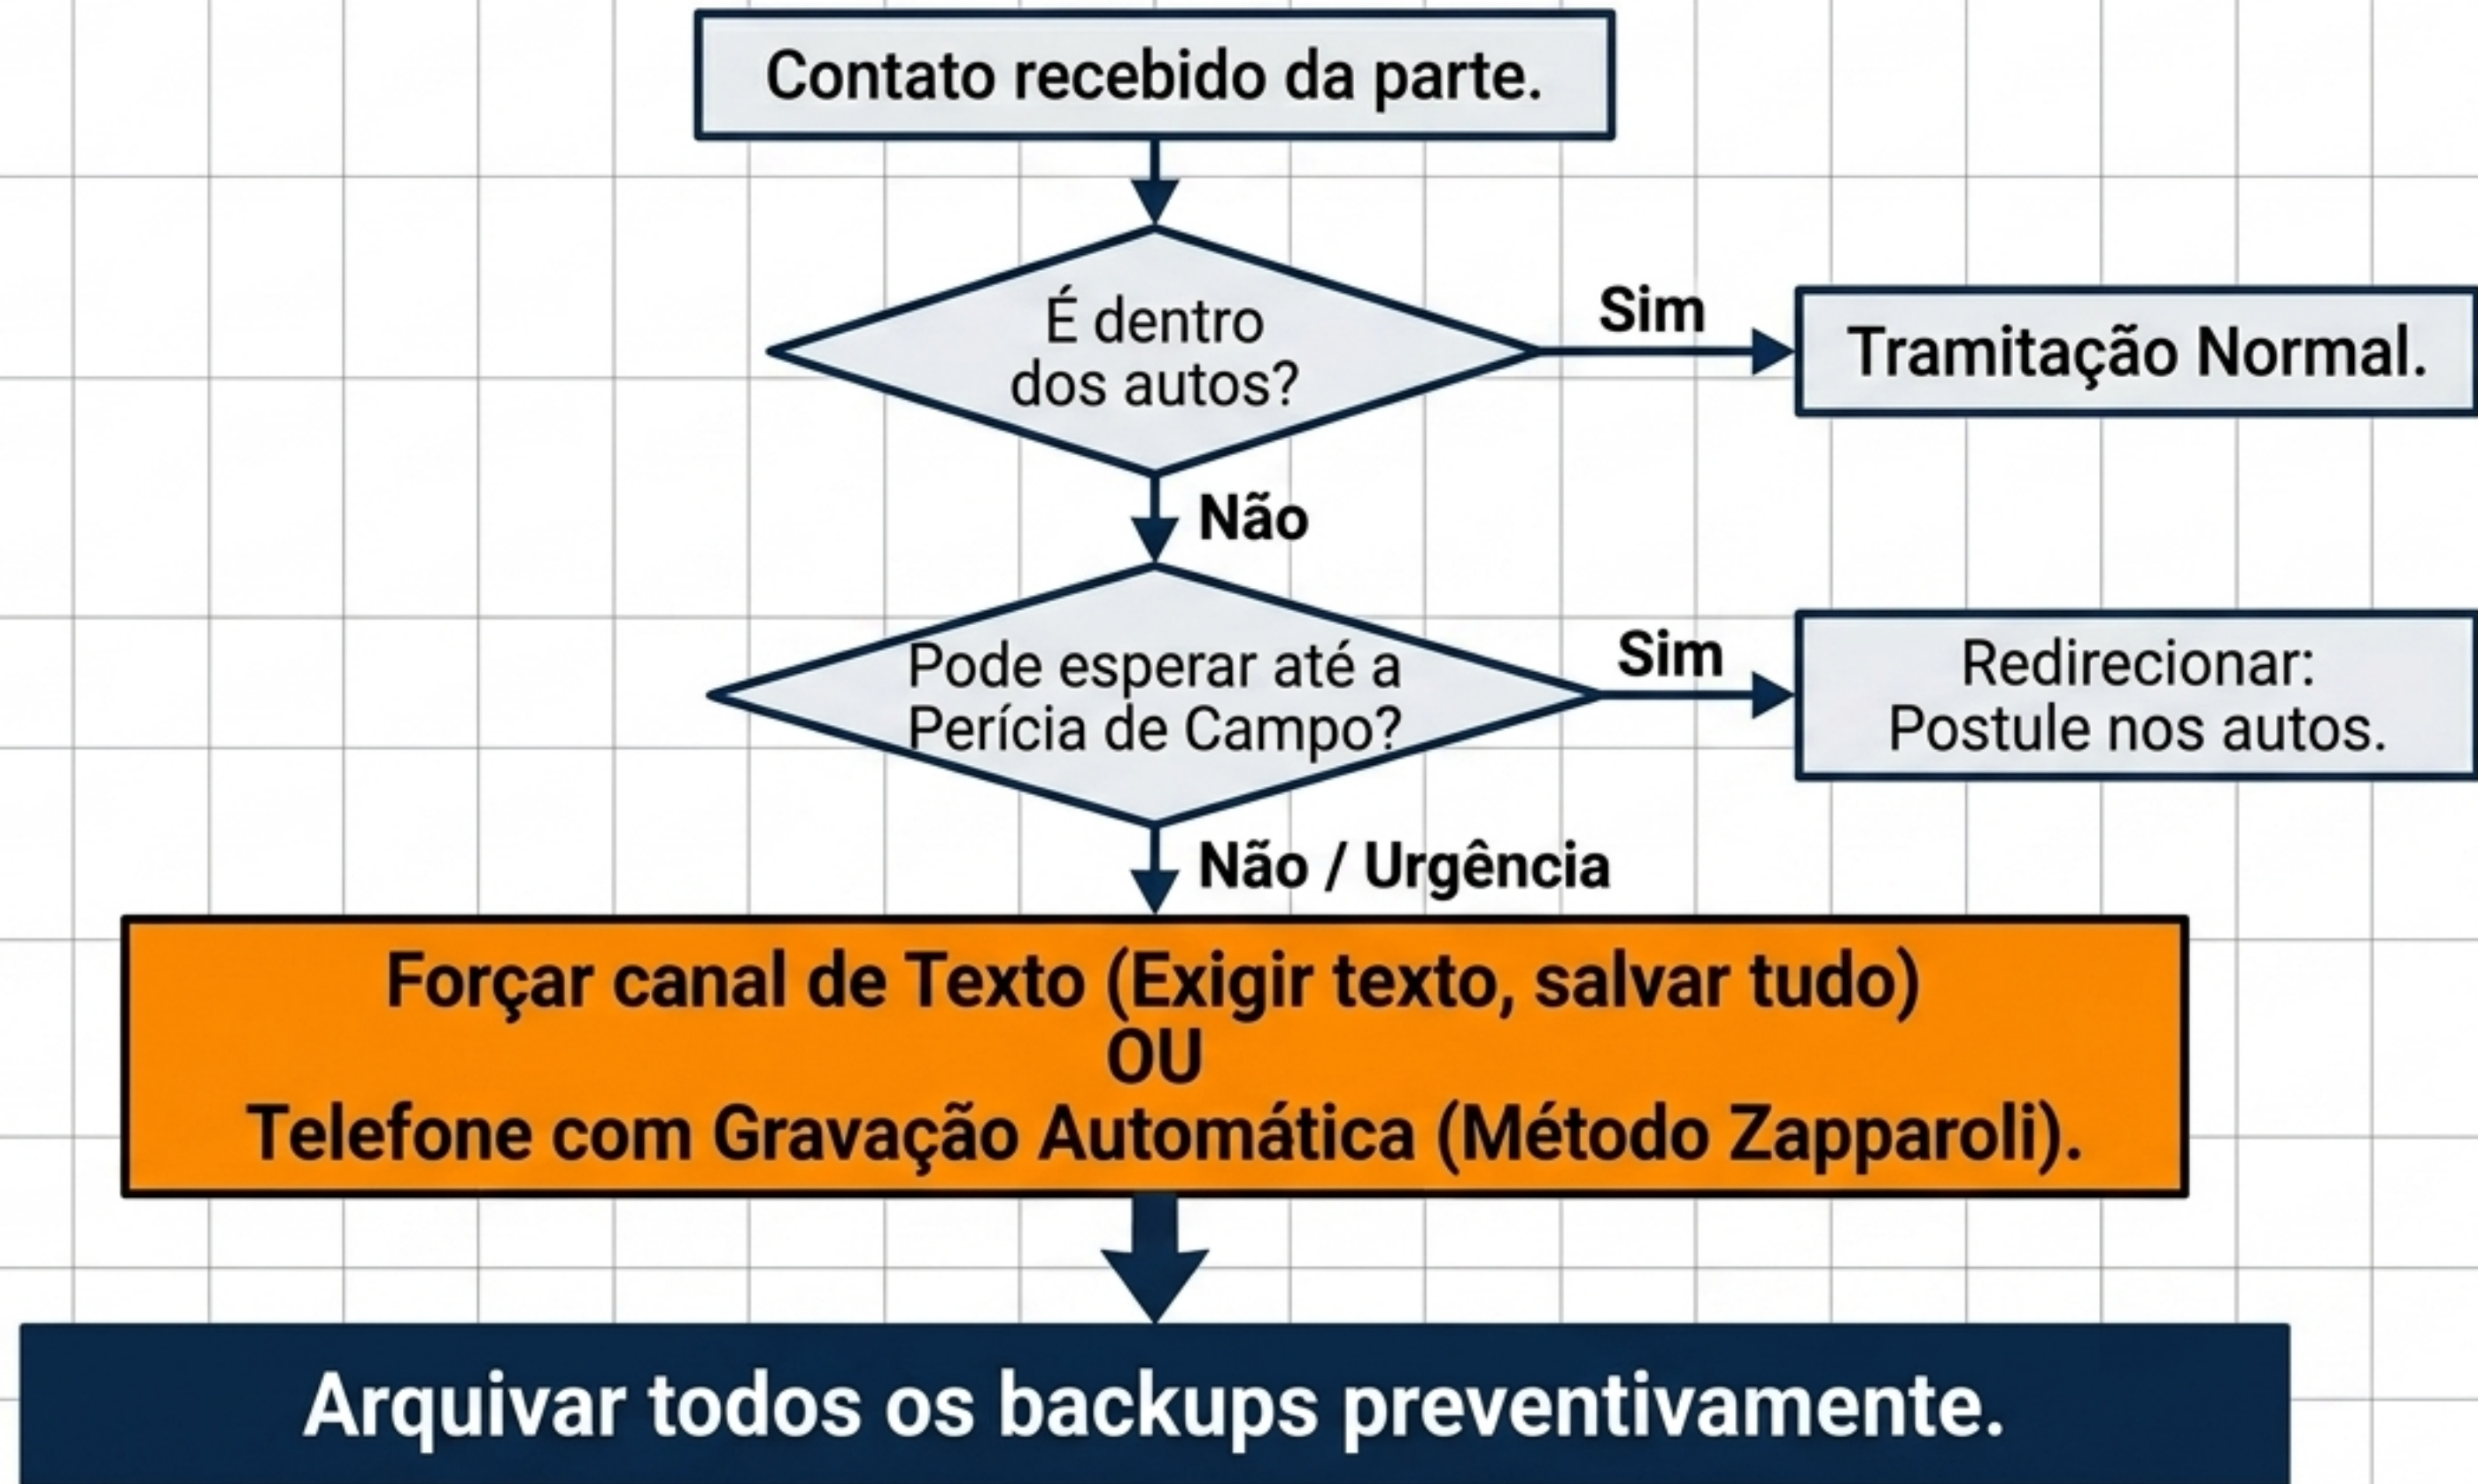 Contato recebido da parte.
É dentro
dos autos?
Sim
Tramitação Normal.
Não
Pode esperar até a
Perícia de Campo?
Sim
Redirecionar:
Postule nos autos.
Não / Urgência
Forçar canal de Texto (Exigir texto, salvar tudo)
OU
Telefone com Gravação Automática (Método Zapparoli).
Arquivar todos os backups preventivamente.